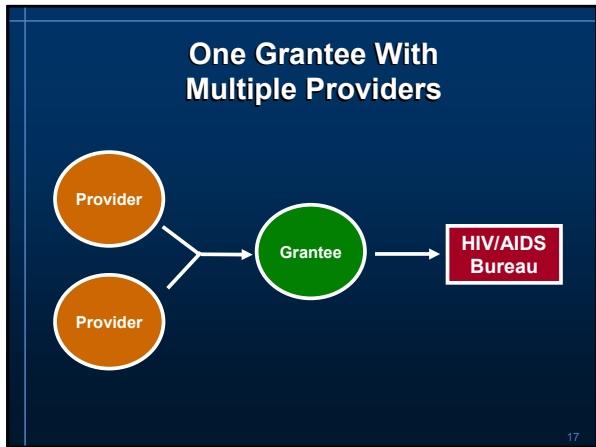 One Grantee With
Multiple Providers
Provider
Grantee
HIV/AIDS
Bureau
Provider
17